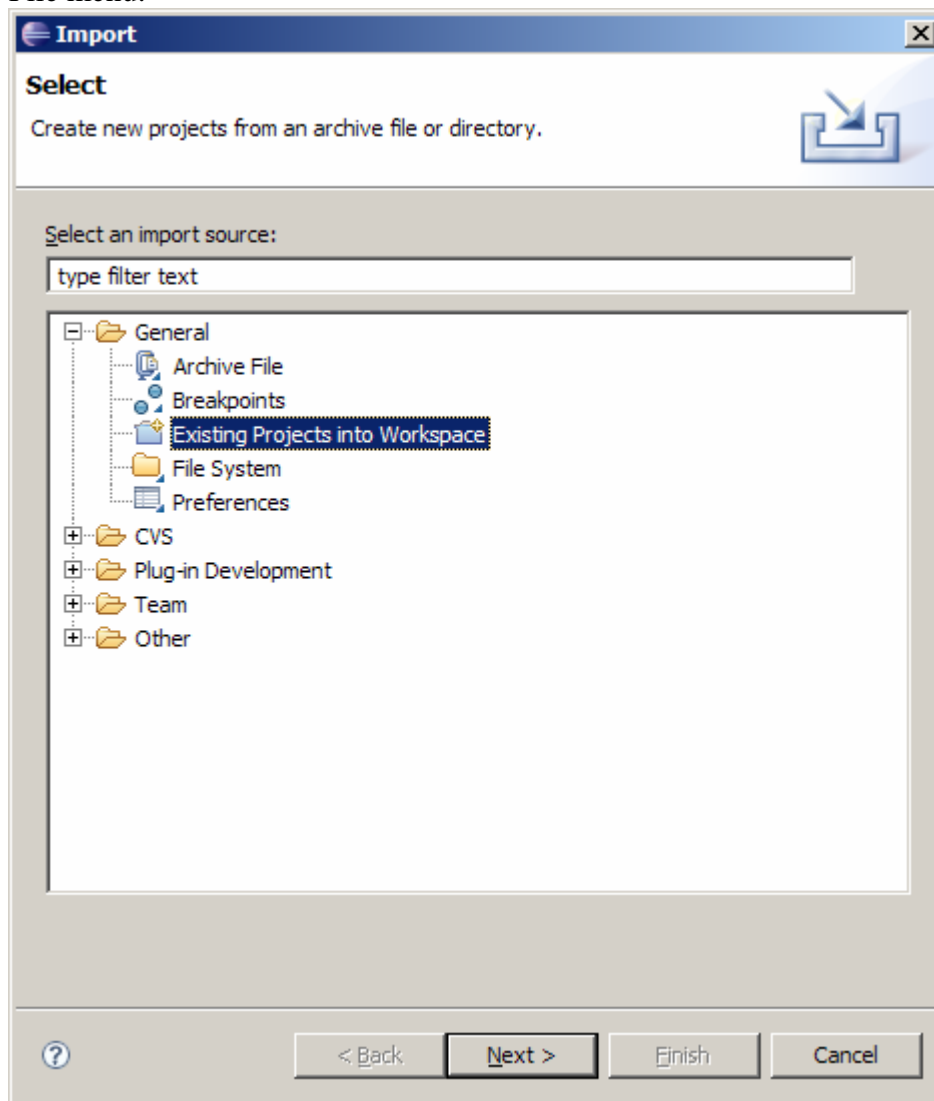 Import
Select
Create new projects from an archive file or directory.
Select an import source:
type filter text
General
Archive File
Breakpoints
Existing Projects into Workspace
File System
Preferences
CVS
Plug-in Development
Team
Other
< Back Next > Finish Cancel